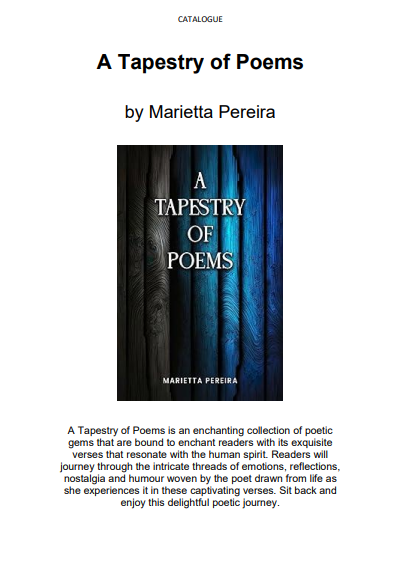 CATALOGUE
A Tapestry of Poems
by Marietta Pereira
A
TAPESTRY
OF
POEMS
MARIETTA PEREIRA
A Tapestry of Poems is an enchanting collection of poetic
gems that are bound to enchant readers with its exquisite
verses that resonate with the human spirit. Readers will
journey through the intricate threads of emotions, reflections,
nostalgia and humour woven by the poet drawn from life as
she experiences it in these captivating verses. Sit back and
enjoy this delightful poetic journey.